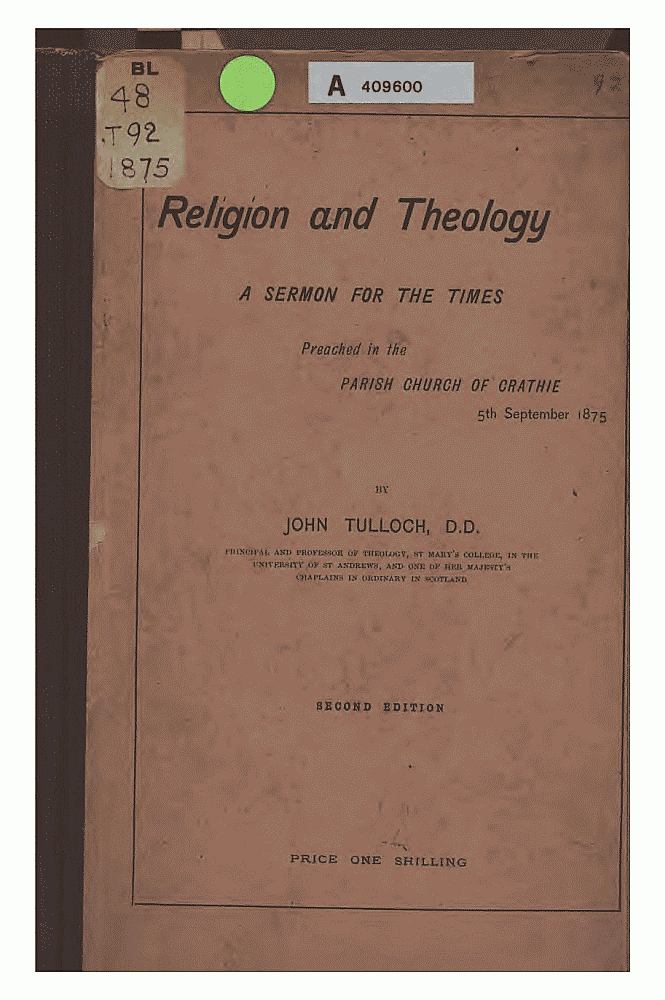 BL
48
.T92
1875
A 409600
Religion and Theology
A SERMON FOR THE TIMES
Preached in the
PARISH CHURCH OF CRATHIE
5th September 1875
BY
JOHN TULLOCH, D.D.
PRINCIPAL AND PROFESSOR OF THEOLOGY, ST MARY'S COLLEGE, IN THE
UNIVERSITY OF ST ANDREWS, AND ONE OF HER MAJESTY'S
CHAPLAINS IN ORDINARY IN SCOTLAND
SECOND EDITION
PRICE ONE SHILLING